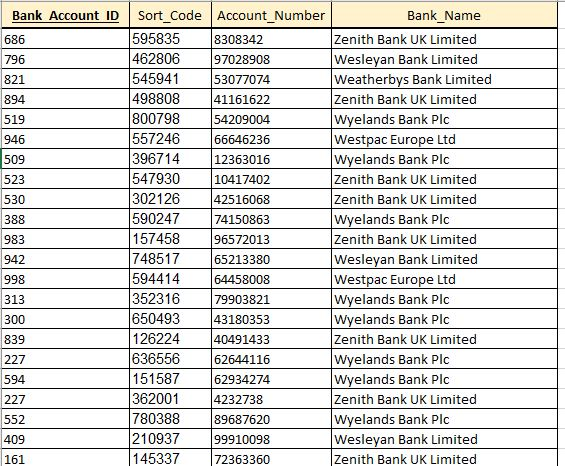 Bank_Account_ID Sort_Code Account_Number Bank_Name
686 595835 8308342 Zenith Bank UK Limited
796 462806 97028908 Wesleyan Bank Limited
821 545941 53077074 Weatherbys Bank Limited
894 498808 41161622 Zenith Bank UK Limited
519 800798 54209004 Wyelands Bank Plc
946 557246 66646236 Westpac Europe Ltd
509 396714 12363016 Wyelands Bank Plc
523 547930 10417402 Zenith Bank UK Limited
530 302126 42516068 Zenith Bank UK Limited
388 590247 74150863 Wyelands Bank Plc
983 157458 96572013 Zenith Bank UK Limited
942 748517 65213380 Wesleyan Bank Limited
998 594414 64458008 Westpac Europe Ltd
313 352316 79903821 Wyelands Bank Plc
300 650493 43180353 Wyelands Bank Plc
839 126224 40491433 Zenith Bank UK Limited
227 636556 62644116 Wyelands Bank Plc
594 151587 62934274 Wyelands Bank Plc
227 362001 4232738 Zenith Bank UK Limited
552 780388 89687620 Wyelands Bank Plc
409 210937 99910098 Wesleyan Bank Limited
161 145337 72363360 Zenith Bank UK Limited